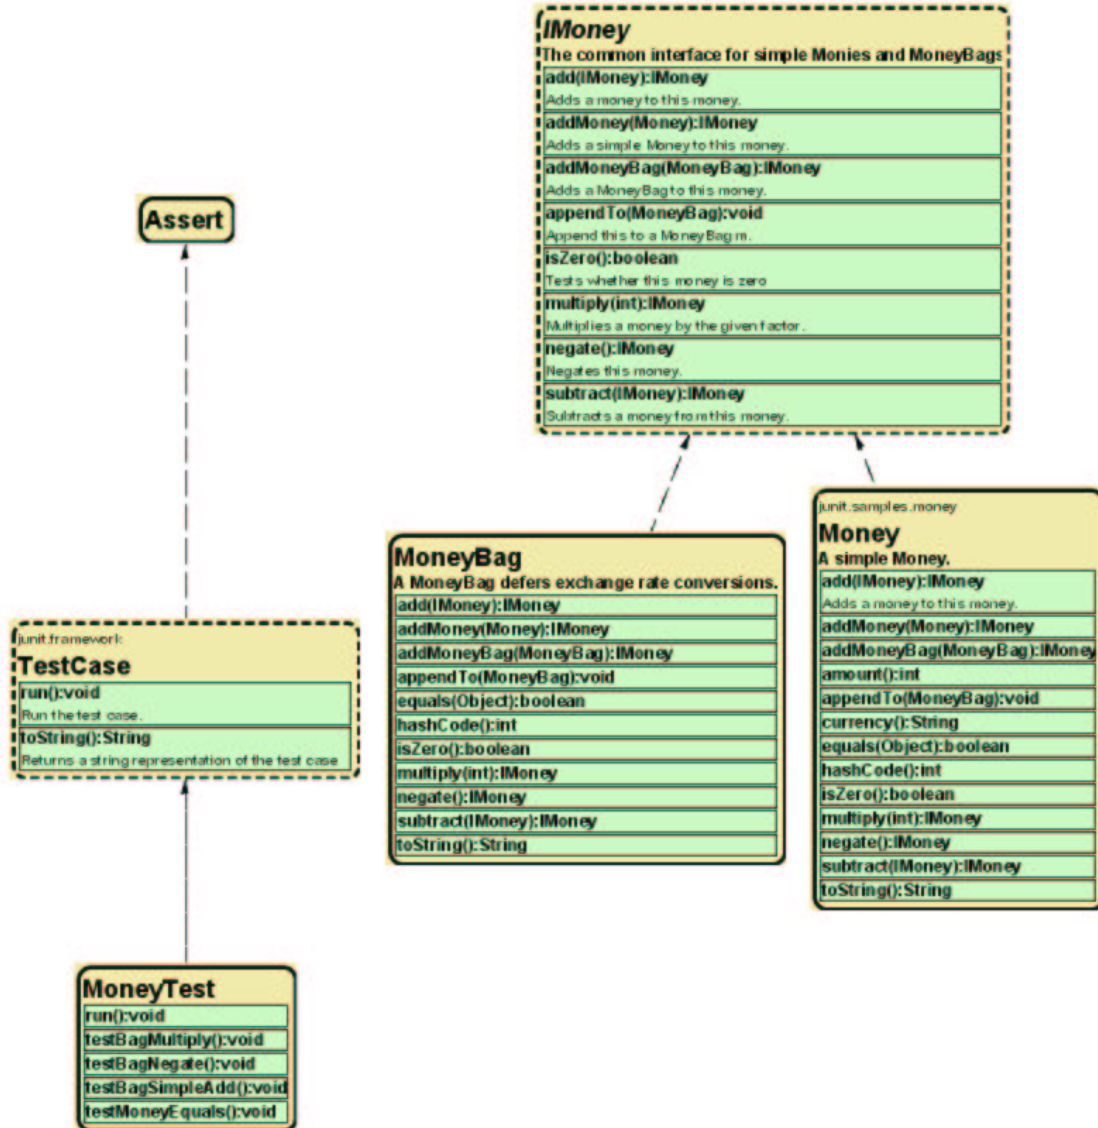 IMoney
The common interface for simple Monies and MoneyBags
add(IMoney):IMoney
Adds a money to this money.
addMoney(Money):IMoney
Adds a simple Money to this money.
addMoneyBag(MoneyBag):IMoney
Adds a MoneyBag to this money.
appendTo(MoneyBag):void
Append this to a MoneyBag m.
isZero():boolean
Tests whether this money is zero
multiply(int):IMoney
Multiplies a money by the given factor.
negate():IMoney
Negates this money.
subtract(IMoney):IMoney
Subtracts a money from this money.
Assert
junit.framework
TestCase
run():void
Run the test case.
toString():String
Returns a string representation of the test case
MoneyBag
A MoneyBag defers exchange rate conversions.
add(IMoney):IMoney
addMoney(Money):IMoney
addMoneyBag(MoneyBag):IMoney
appendTo(MoneyBag):void
equals(Object):boolean
hashCode():int
isZero():boolean
multiply(int):IMoney
negate():IMoney
subtract(IMoney):IMoney
toString():String
junit.samples.money
Money
A simple Money.
add(IMoney):IMoney
Adds a money to this money.
addMoney(Money):IMoney
addMoneyBag(MoneyBag):IMoney
amount():int
appendTo(MoneyBag):void
currency():String
equals(Object):boolean
hashCode():int
isZero():boolean
multiply(int):IMoney
negate():IMoney
subtract(IMoney):IMoney
toString():String
MoneyTest
run():void
testBagMultiply():void
testBagNegate():void
testBagSimpleAdd():void
testMoneyEquals():void